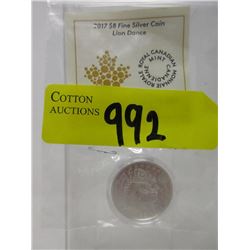 2017 $8 Fine Silver Coin
Lion Dance
ROYAL CANADIAN MINT
MONNAIE ROYALE CANADIENNE
COTTON
AUCTIONS
992